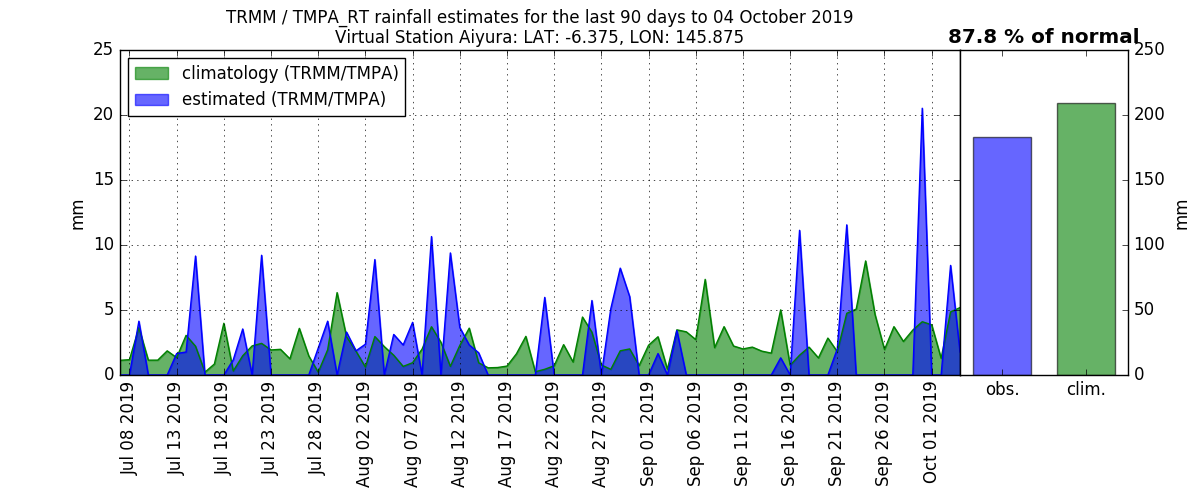 TRMM / TMPA_RT rainfall estimates for the last 90 days to 04 October 2019
Virtual Station Aiyura: LAT: -6.375, LON: 145.875
87.8 % of normal
climatology (TRMM/TMPA)
estimated (TRMM/TMPA)
25
20
15
10
5
0
mm
250
200
150
100
50
0
mm
obs.
clim.
Jul 08 2019
Jul 13 2019
Jul 18 2019
Jul 23 2019
Jul 28 2019
Aug 02 2019
Aug 07 2019
Aug 12 2019
Aug 17 2019
Aug 22 2019
Aug 27 2019
Sep 01 2019
Sep 06 2019
Sep 11 2019
Sep 16 2019
Sep 21 2019
Sep 26 2019
Oct 01 2019